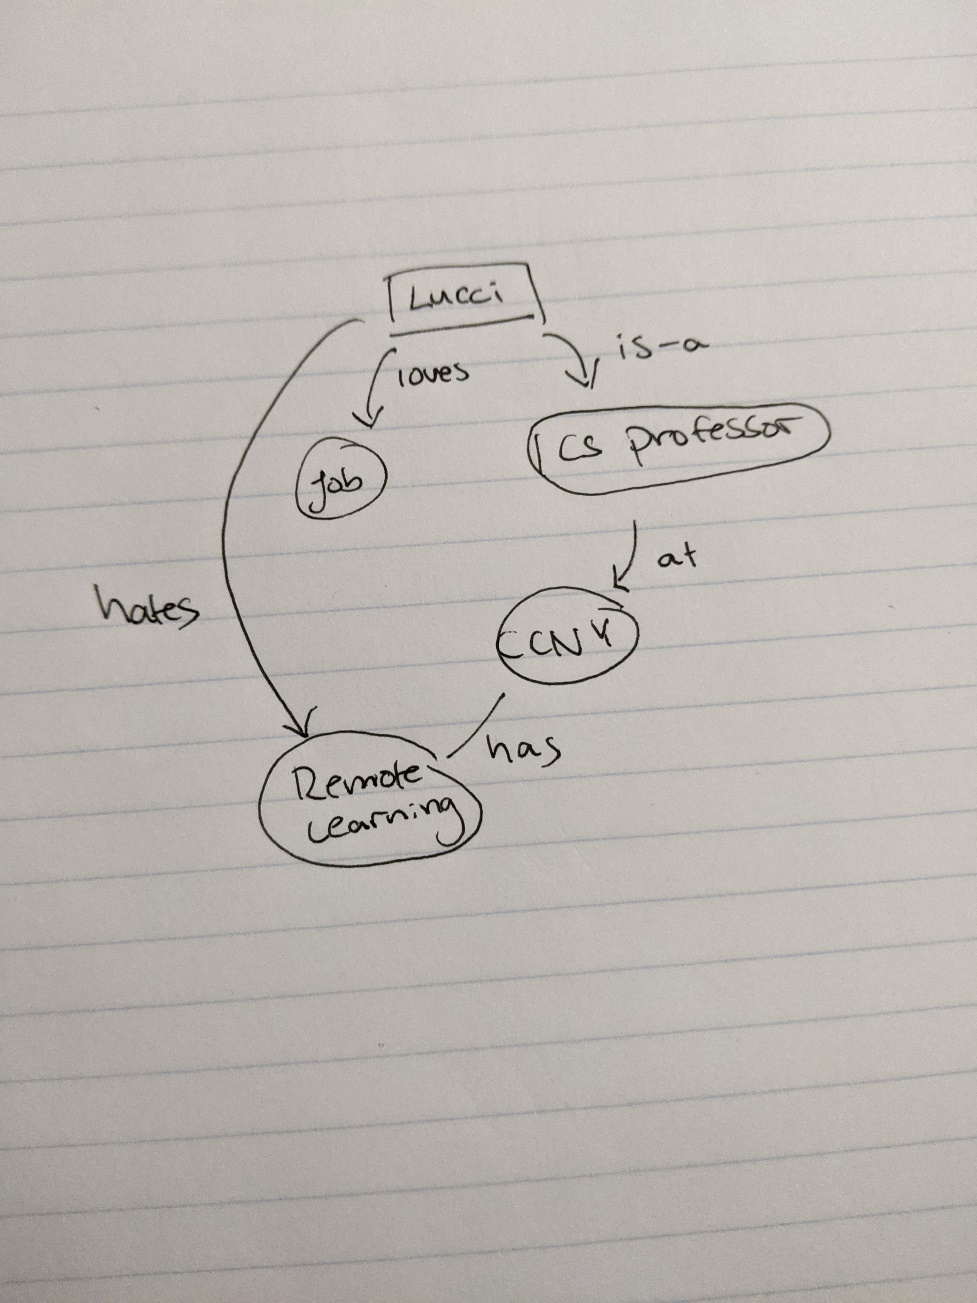 Lucci
loves
is-a
CS professor
job
at
hates
CCNY
has
Remote
Learning